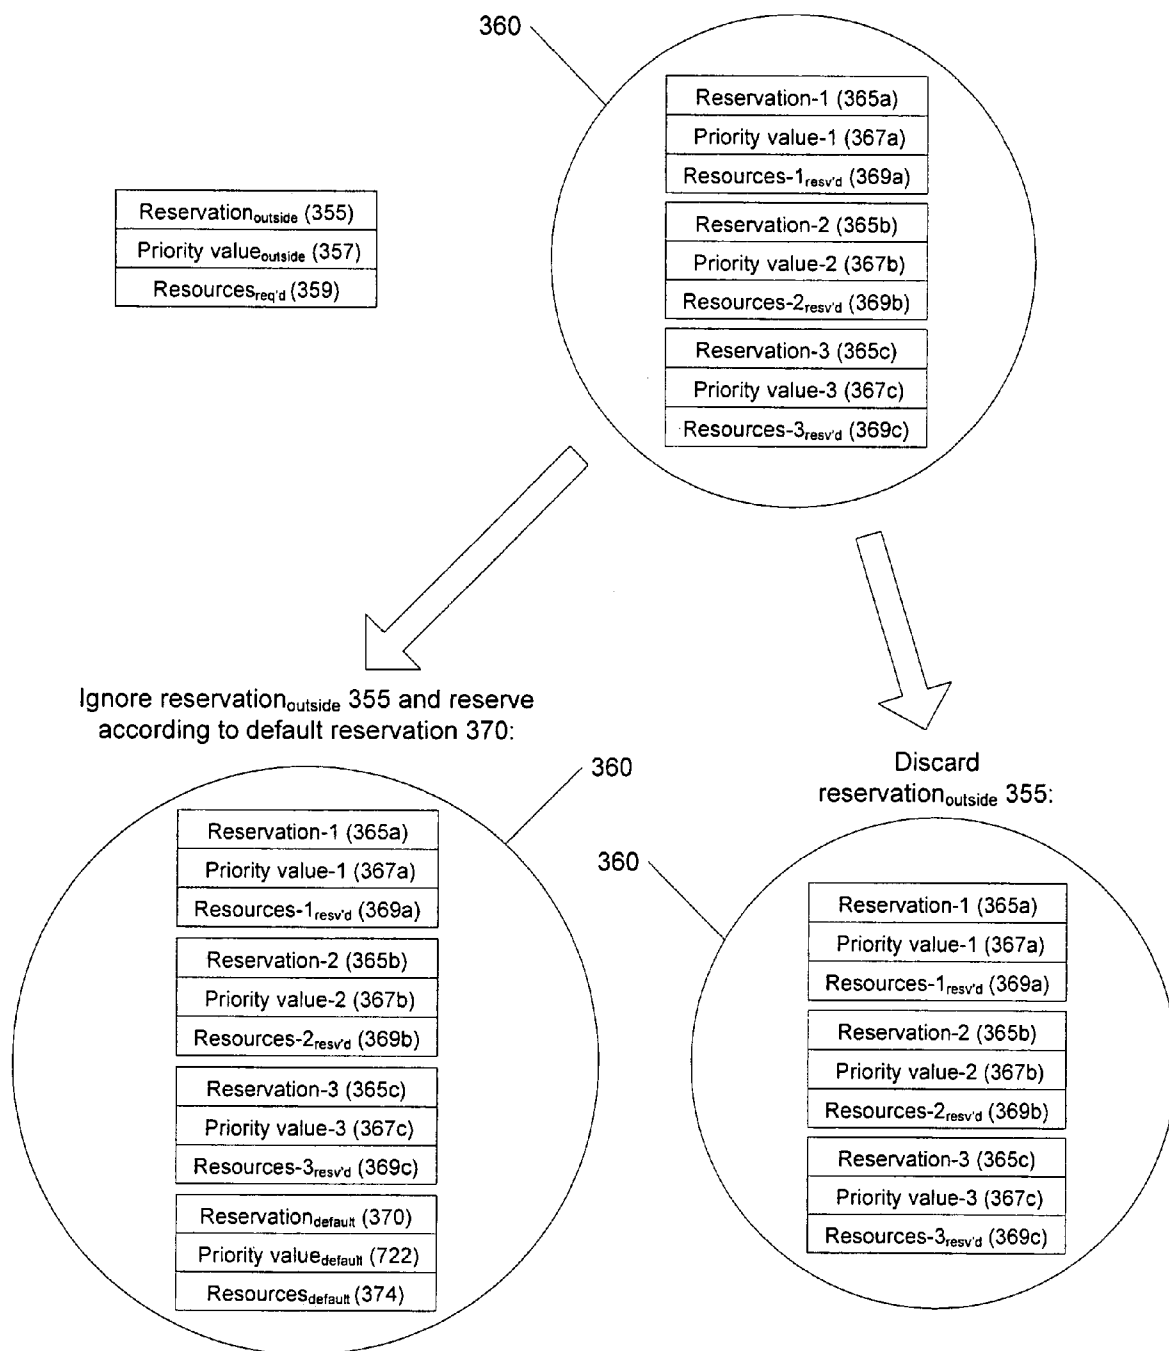 360
Reservation-1 (365a)
Priority value-1 (367a)
Resources-1resv'd (369a)
Reservation-2 (365b)
Priority value-2 (367b)
Resources-2resv'd (369b)
Reservation-3 (365c)
Priority value-3 (367c)
Resources-3resv'd (369c)
Reservationoutside (355)
Priority valueoutside (357)
Resourcesreq'd (359)
Ignore reservationoutside 355 and reserve
according to default reservation 370:
360
Reservation-1 (365a)
Priority value-1 (367a)
Resources-1resv'd (369a)
Reservation-2 (365b)
Priority value-2 (367b)
Resources-2resv'd (369b)
Reservation-3 (365c)
Priority value-3 (367c)
Resources-3resv'd (369c)
Reservationdefault (370)
Priority valuedefault (722)
Resourcesdefault (374)
Discard
reservationoutside 355:
360
Reservation-1 (365a)
Priority value-1 (367a)
Resources-1resv'd (369a)
Reservation-2 (365b)
Priority value-2 (367b)
Resources-2resv'd (369b)
Reservation-3 (365c)
Priority value-3 (367c)
Resources-3resv'd (369c)